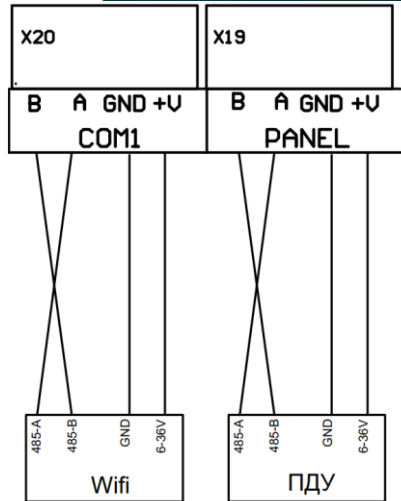 X20
X19
B A GND +V
B A GND +V
COM1
PANEL
485-A
485-B
GND
6-36V
485-A
485-B
GND
6-36V
Wifi
ПДУ